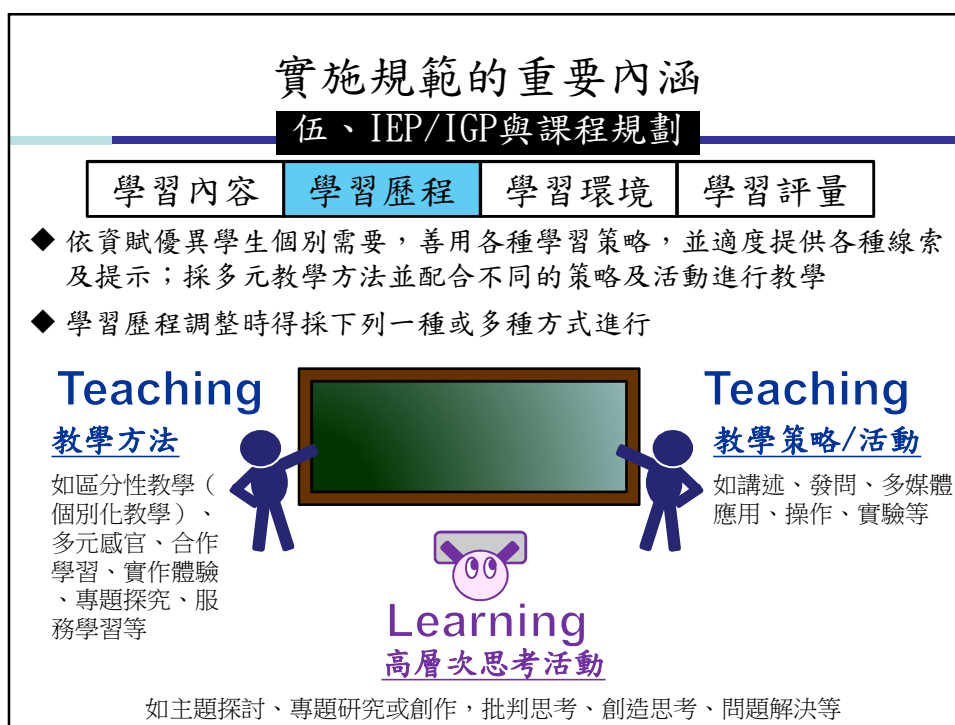 實施規範的重要內涵
伍、IEP/IGP與課程規劃
學習內容 學習歷程 學習環境 學習評量
◆ 依資賦優異學生個別需要，善用各種學習策略，並適度提供各種線索
及提示；採多元教學方法並配合不同的策略及活動進行教學
◆ 學習歷程調整時得採下列一種或多種方式進行
Teaching
教學方法
如區分性教學（
個別化教學）、
多元感官、合作
學習、實作體驗
、專題探究、服
務學習等
Teaching
教學策略/活動
如講述、發問、多媒體
應用、操作、實驗等
Learning
高層次思考活動
如主題探討、專題研究或創作，批判思考、創造思考、問題解決等